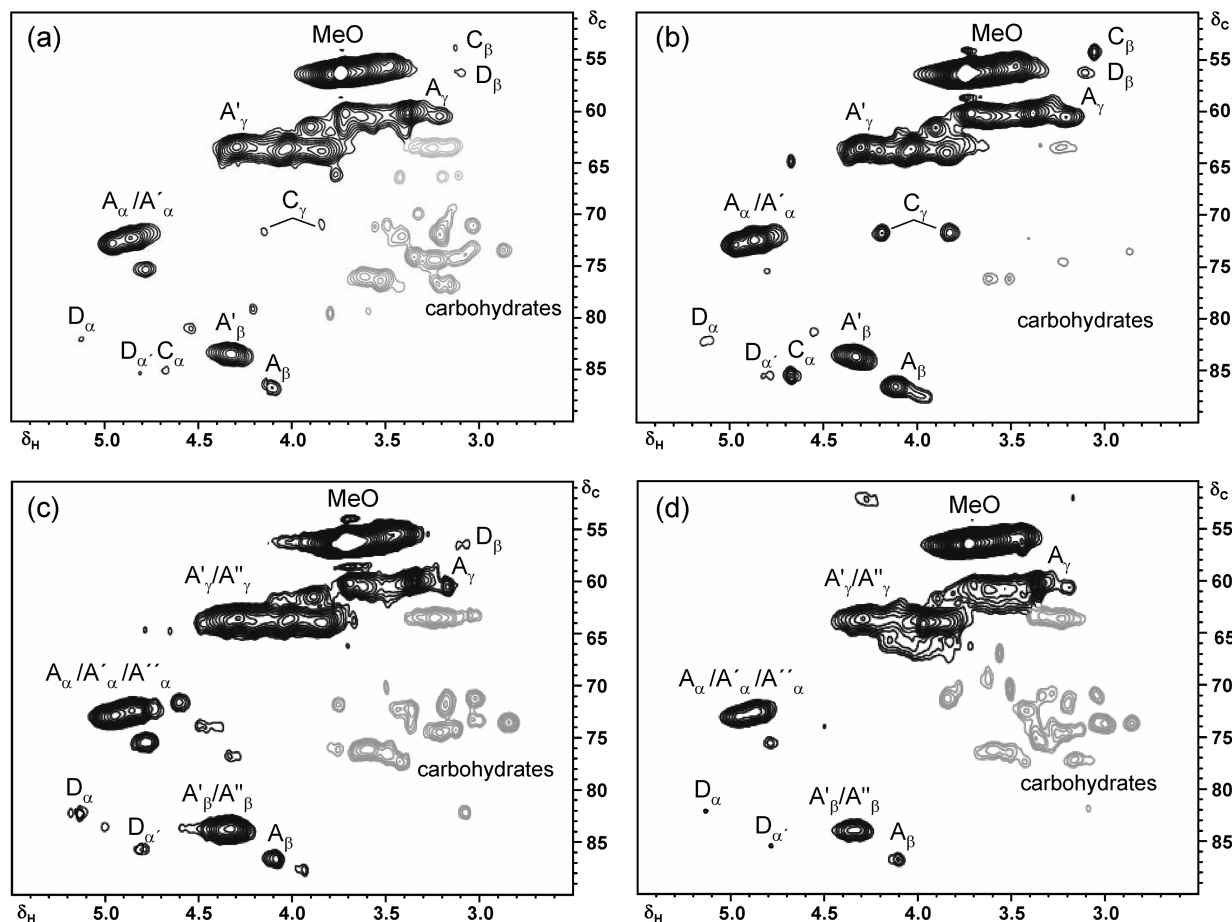 (a)
MeO
C_β
D_β
A_γ
A'_γ
A_α/A´_α
C_γ
carbohydrates
D_α
D_α´ C_α
A'_β
A_β
δ_C
55
60
65
70
75
80
85
δ_H 5.0 4.5 4.0 3.5 3.0
(b)
MeO
C_β
D_β
A_γ
A'_γ
A_α/A´_α
C_γ
carbohydrates
D_α
D_α´ C_α
A'_β
A_β
δ_C
55
60
65
70
75
80
85
δ_H 5.0 4.5 4.0 3.5 3.0
(c)
MeO
D_β
A_γ
A'_γ/A''_γ
A_α/A´_α/A´´_α
carbohydrates
D_α
D_α´
A'_β/A''_β
A_β
δ_C
55
60
65
70
75
80
85
δ_H 5.0 4.5 4.0 3.5 3.0
(d)
MeO
A_γ
A'_γ/A''_γ
A_α/A´_α/A´´_α
carbohydrates
D_α
D_α´
A'_β/A''_β
A_β
δ_C
55
60
65
70
75
80
85
δ_H 5.0 4.5 4.0 3.5 3.0